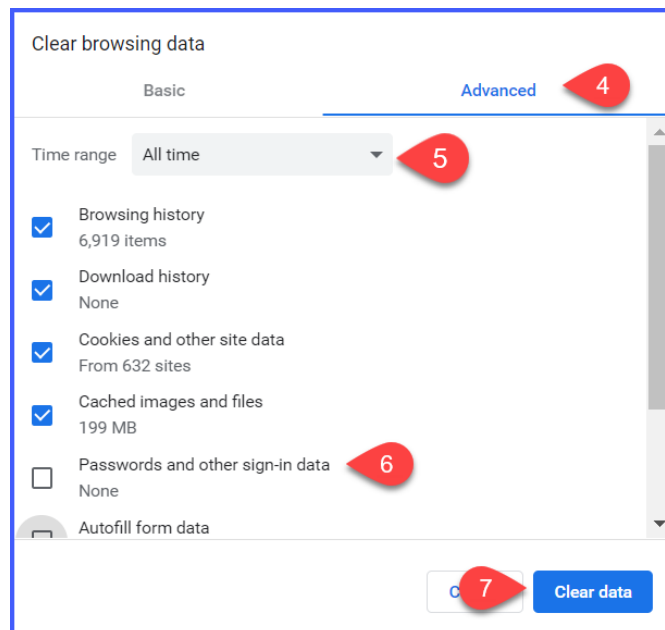 Clear browsing data
Basic
Advanced
4
Time range
All time
5
Browsing history
6,919 items
Download history
None
Cookies and other site data
From 632 sites
Cached images and files
199 MB
Passwords and other sign-in data
6
None
Autofill form data
7
Clear data